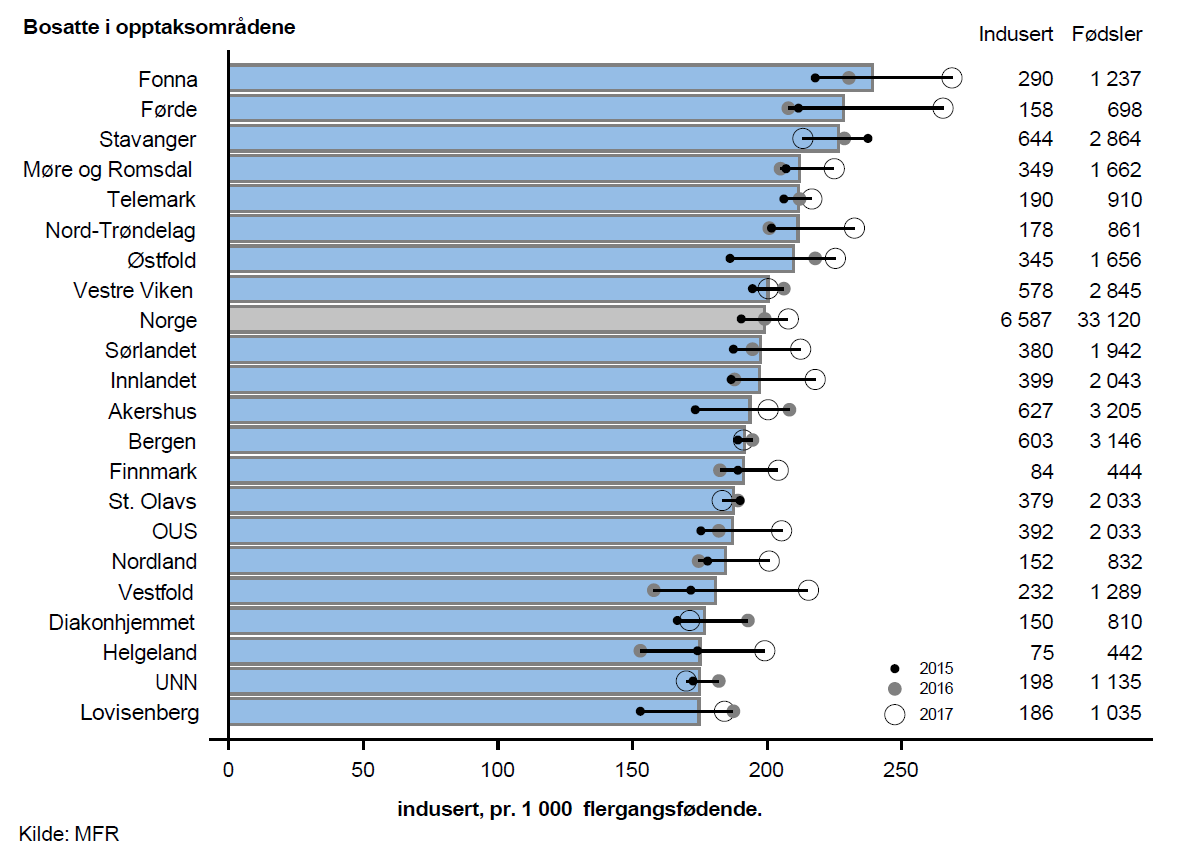 Bosatte i opptaksområdene
Indusert Fødsler
Fonna 290 1 237
Førde 158 698
Stavanger 644 2 864
Møre og Romsdal 349 1 662
Telemark 190 910
Nord-Trøndelag 178 861
Østfold 345 1 656
Vestre Viken 578 2 845
Norge 6 587 33 120
Sørlandet 380 1 942
Innlandet 399 2 043
Akershus 627 3 205
Bergen 603 3 146
Finnmark 84 444
St. Olavs 379 2 033
OUS 392 2 033
Nordland 152 832
Vestfold 232 1 289
Diakonhjemmet 150 810
Helgeland 75 442
UNN 198 1 135
Lovisenberg 186 1 035
2015
2016
2017
0 50 100 150 200 250
indusert, pr. 1 000 flergangsfødende.
Kilde: MFR